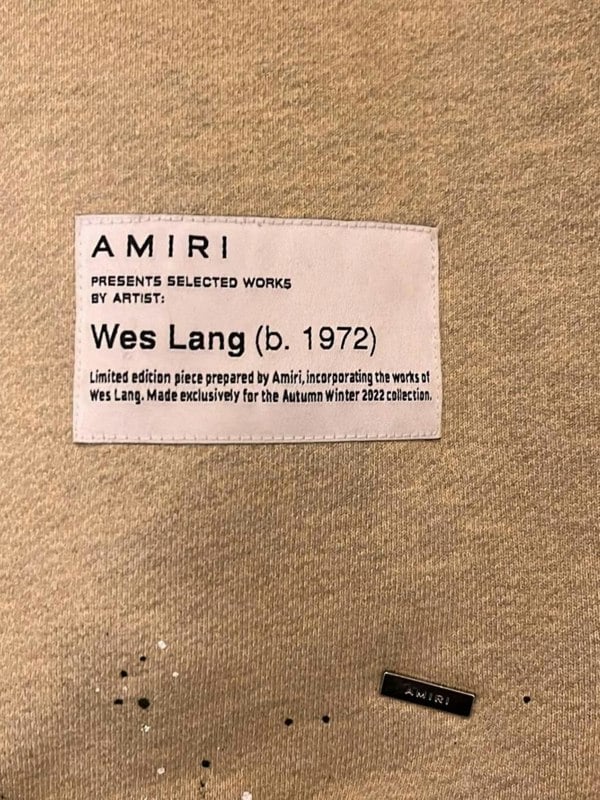 AMIRI
PRESENTS SELECTED WORKS
BY ARTIST:
Wes Lang (b. 1972)
Limited edition piece prepared by Amiri, incorporating the works of
Wes Lang. Made exclusively for the Autumn Winter 2022 collection.
AMIRI